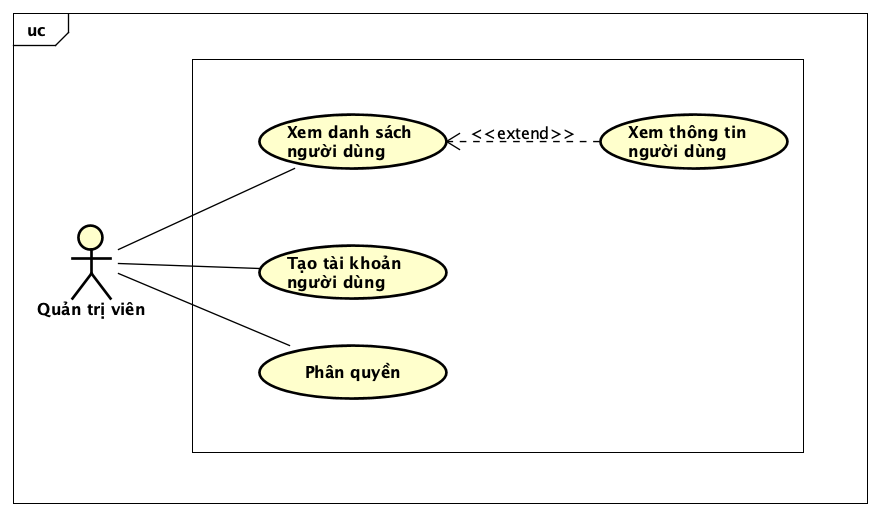 uc
Xem danh sách
người dùng
<<extend>>
Xem thông tin
người dùng
Tạo tài khoản
người dùng
Quản trị viên
Phân quyền